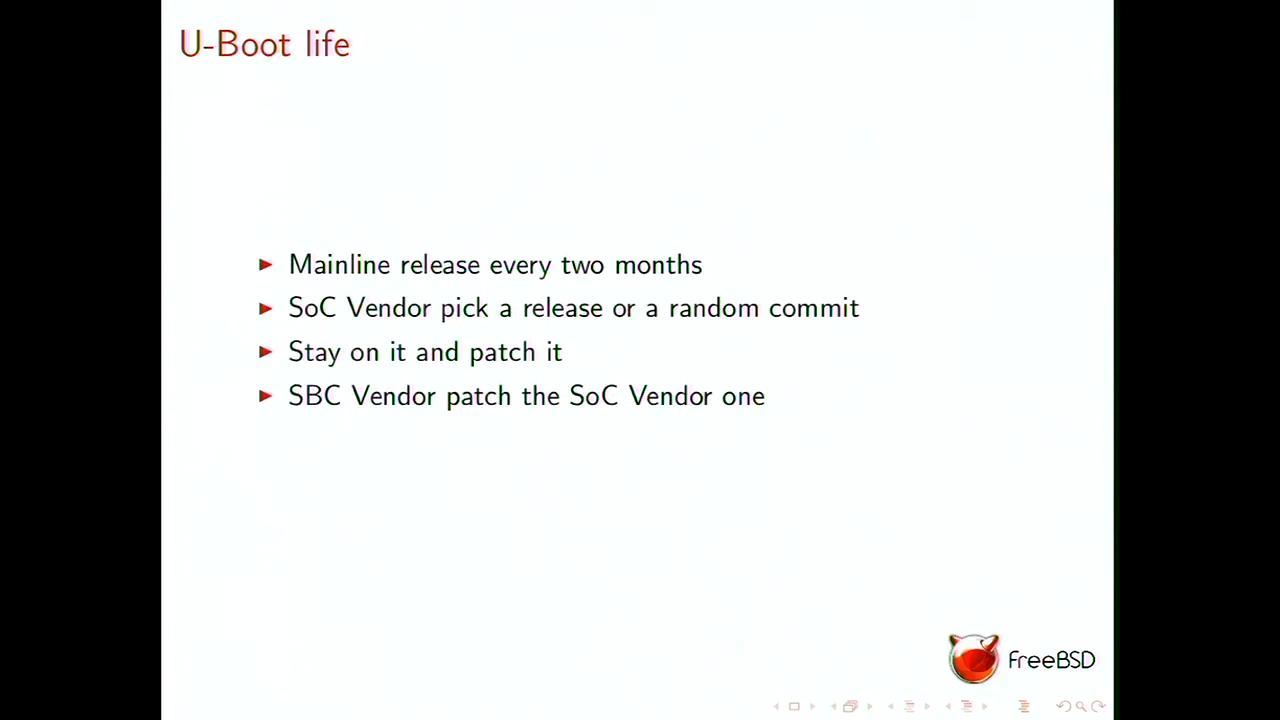 U-Boot life
Mainline release every two months
SoC Vendor pick a release or a random commit
Stay on it and patch it
SBC Vendor patch the SoC Vendor one
FreeBSD